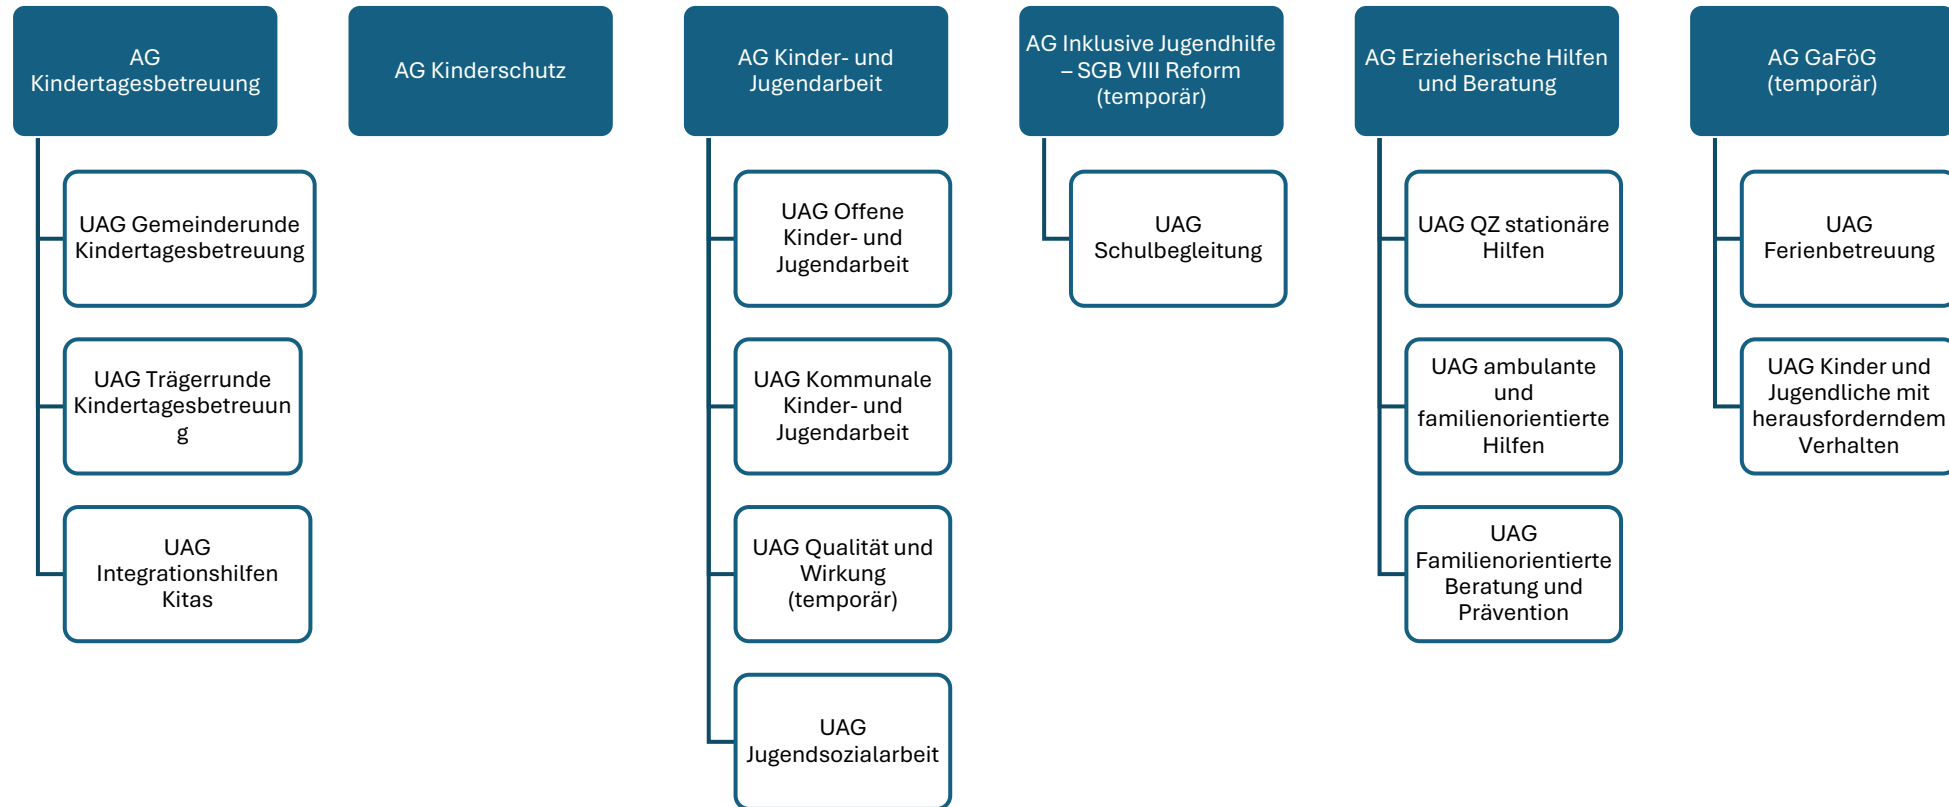 AG
Kindertagesbetreuung
UAG Gemeinderunde
Kindertagesbetreuung
UAG Trägerrunde
Kindertagesbetreuun
g
UAG
Integrationshilfen
Kitas
AG Kinderschutz
AG Kinder- und
Jugendarbeit
UAG Offene
Kinder- und
Jugendarbeit
UAG Kommunale
Kinder- und
Jugendarbeit
UAG Qualität und
Wirkung
(temporär)
UAG
Jugendsozialarbeit
AG Inklusive Jugendhilfe
– SGB VIII Reform
(temporär)
UAG
Schulbegleitung
AG Erzieherische Hilfen
und Beratung
UAG QZ stationäre
Hilfen
UAG ambulante
und
familienorientierte
Hilfen
UAG
Familienorientierte
Beratung und
Prävention
AG GaFöG
(temporär)
UAG
Ferienbetreuung
UAG Kinder und
Jugendliche mit
herausforderndem
Verhalten